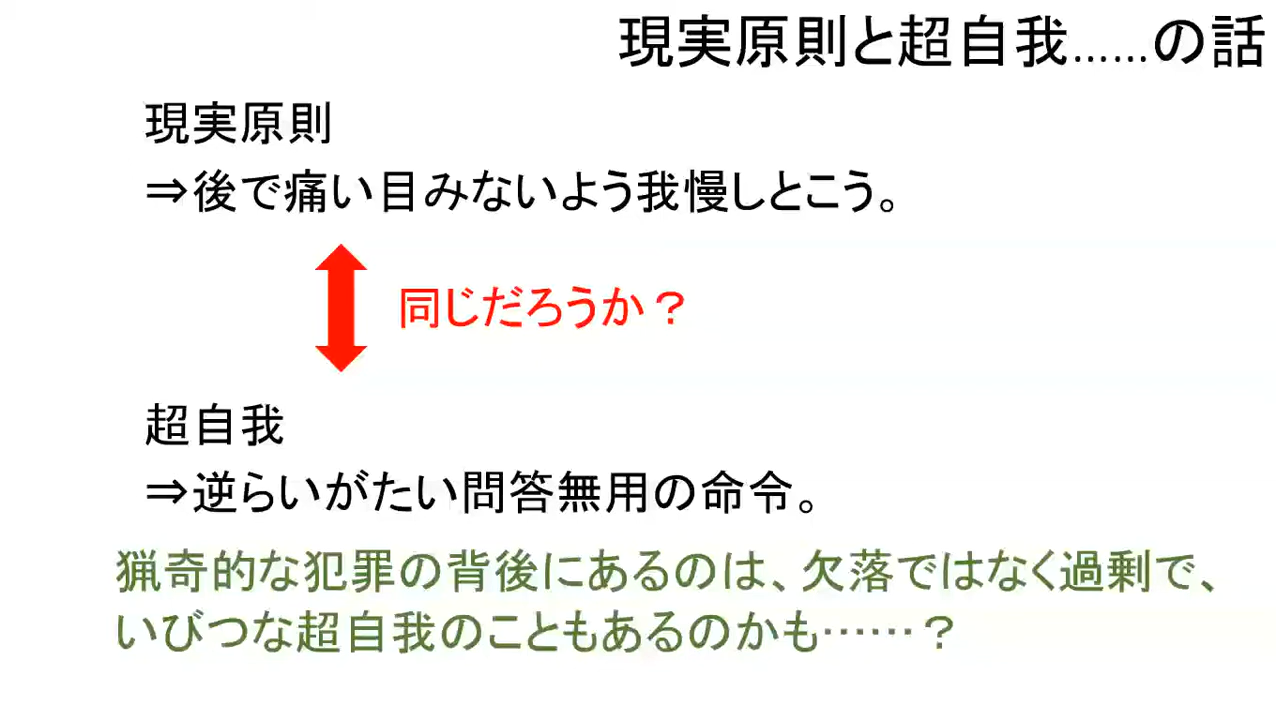 現実原則と超自我……の話
現実原則
⇒後で痛い目みないよう我慢しとこう。
同じだろうか？
超自我
⇒逆らいがたい問答無用の命令。
猟奇的な犯罪の背後にあるのは、欠落ではなく過剰で、
いびつな超自我のこともあるのかも……？